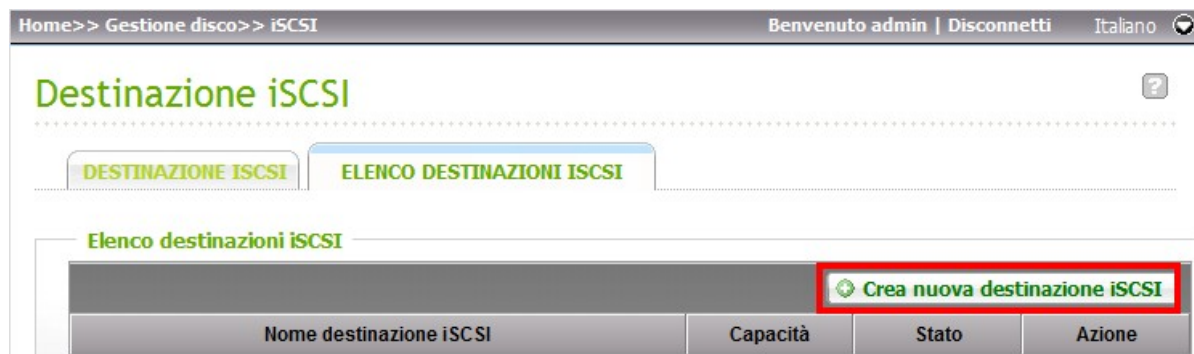 Home>> Gestione disco>> iSCSI Benvenuto admin | Disconnetti Italiano
Destinazione iSCSI ?
DESTINAZIONE ISCSI ELENCO DESTINAZIONI ISCSI
Elenco destinazioni iSCSI
Crea nuova destinazione iSCSI
Nome destinazione iSCSI Capacità Stato Azione